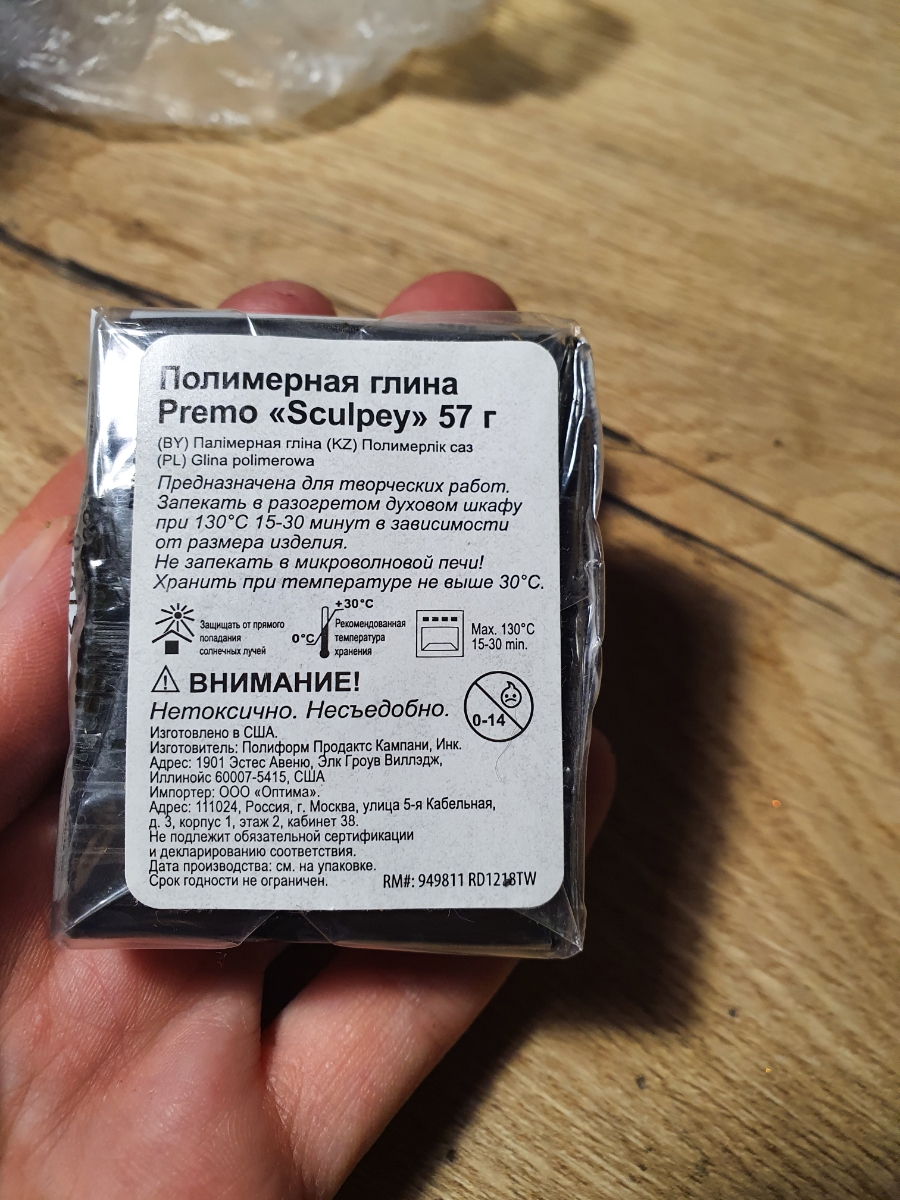 Полимерная глина
Premo «Sculpey» 57 г
(BY) Палімерная гліна (KZ) Полимерлік саз
(PL) Glina polimerowa
Предназначена для творческих работ.
Запекать в разогретом духовом шкафу
при 130°C 15-30 минут в зависимости
от размера изделия.
Не запекать в микроволновой печи!
Хранить при температуре не выше 30°C.
Защищать от прямого
попадания
солнечных лучей
+30°C
0°C
Рекомендованная
температура
хранения
Max. 130°C
15-30 min.
ВНИМАНИЕ!
Нетоксично. Несъедобно.
0-14
Изготовлено в США.
Изготовитель: Полиформ Продактс Кампани, Инк.
Адрес: 1901 Эстес Авеню, Элк Гроув Виллэдж,
Иллинойс 60007-5415, США
Импортер: ООО «Оптима».
Адрес: 111024, Россия, г. Москва, улица 5-я Кабельная,
д. 3, корпус 1, этаж 2, кабинет 38.
Не подлежит обязательной сертификации
и декларированию соответствия.
Дата производства: см. на упаковке.
Срок годности не ограничен.
RM#: 949811 RD1218TW